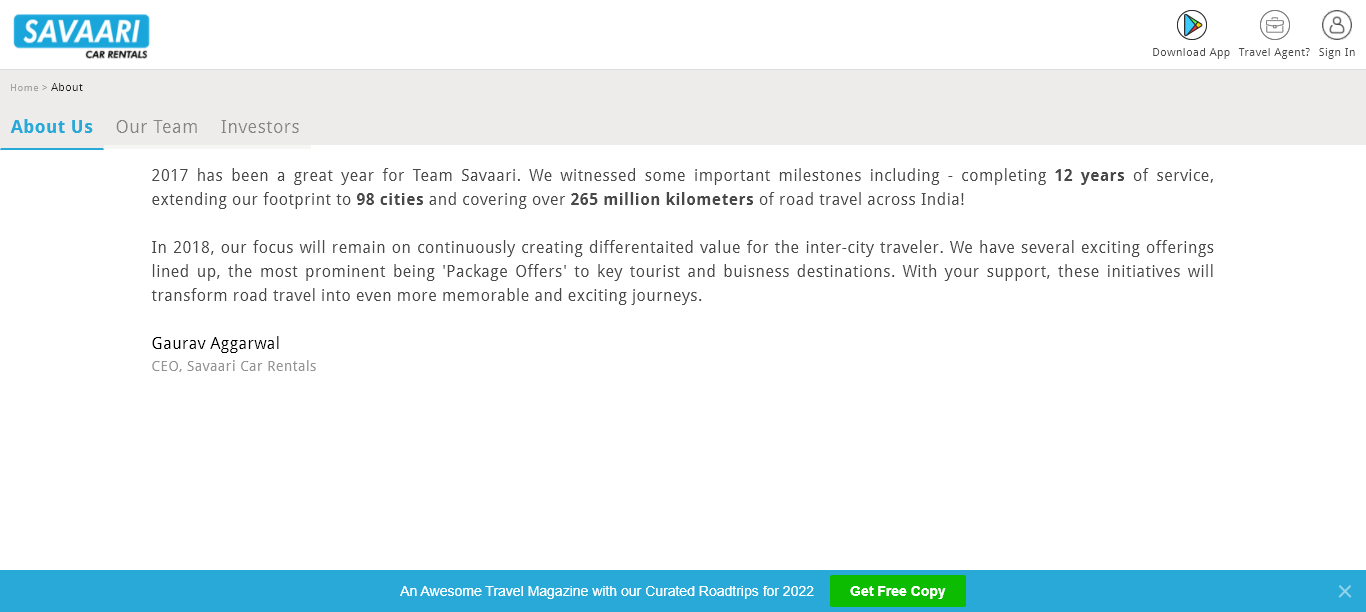 SAVAARI
CAR RENTALS
Download App
Travel Agent?
Sign In
Home > About
About Us
Our Team
Investors
2017 has been a great year for Team Savaari. We witnessed some important milestones including - completing 12 years of service,
extending our footprint to 98 cities and covering over 265 million kilometers of road travel across India!
In 2018, our focus will remain on continuously creating differentaited value for the inter-city traveler. We have several exciting offerings
lined up, the most prominent being 'Package Offers' to key tourist and buisness destinations. With your support, these initiatives will
transform road travel into even more memorable and exciting journeys.
Gaurav Aggarwal
CEO, Savaari Car Rentals
An Awesome Travel Magazine with our Curated Roadtrips for 2022
Get Free Copy